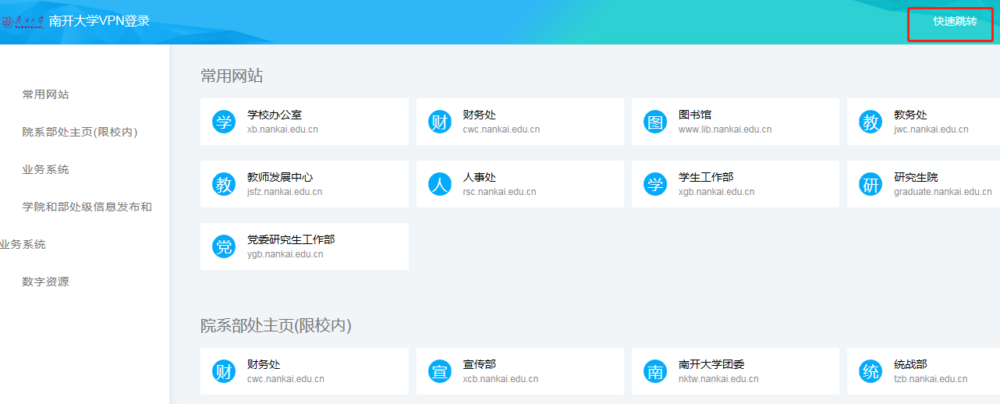 南开大学
Nankai University
南开大学VPN登录
快速跳转
常用网站
院系部处主页(限校内)
业务系统
学院和部处级信息发布和
业务系统
数字资源
常用网站
学 学校办公室
xb.nankai.edu.cn
财 财务处
cwc.nankai.edu.cn
图 图书馆
www.lib.nankai.edu.cn
教 教务处
jwc.nankai.edu.cn
教 教师发展中心
jsfz.nankai.edu.cn
人 人事处
rsc.nankai.edu.cn
学 学生工作部
xgb.nankai.edu.cn
研 研究生院
graduate.nankai.edu.cn
党 党委研究生工作部
ygb.nankai.edu.cn
院系部处主页(限校内)
财 财务处
cwc.nankai.edu.cn
宣 宣传部
xcb.nankai.edu.cn
南 南开大学团委
nktw.nankai.edu.cn
统 统战部
tzb.nankai.edu.cn